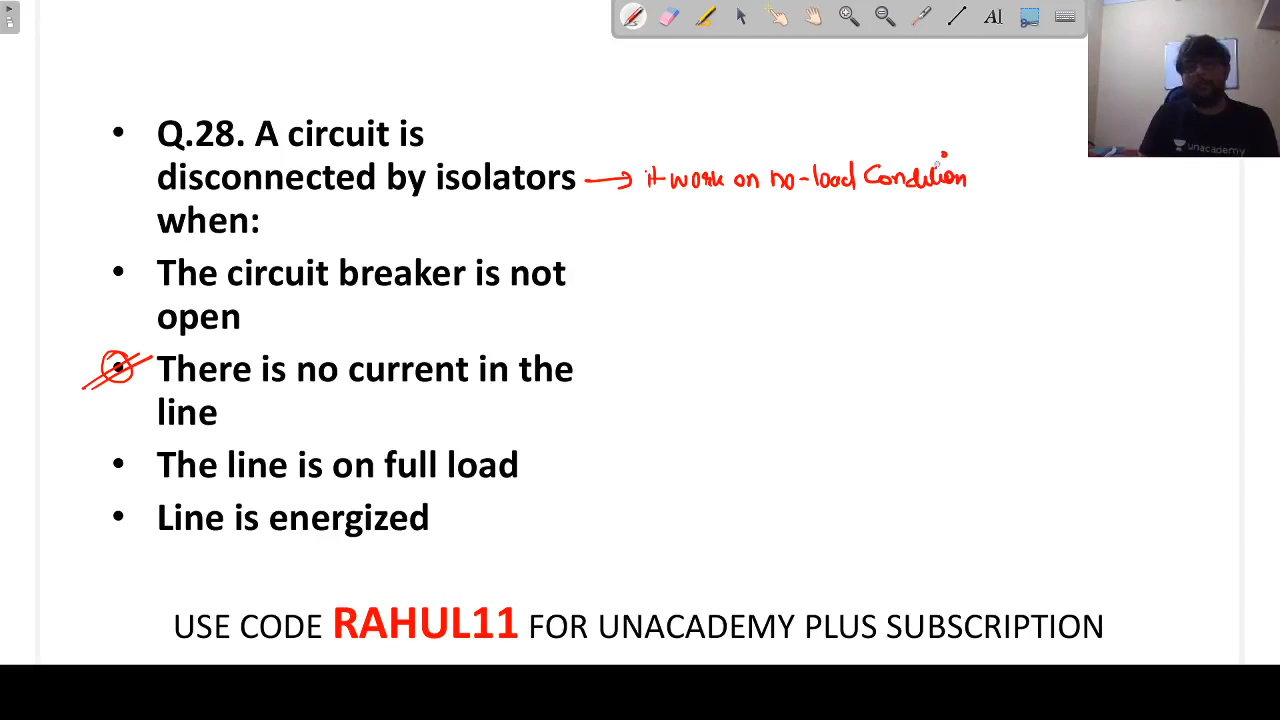 Q.28. A circuit is
disconnected by isolators → it work on no-load Condition
when:
The circuit breaker is not
open
There is no current in the
line
The line is on full load
Line is energized
USE CODE RAHUL11 FOR UNACADEMY PLUS SUBSCRIPTION
AI
unacademy